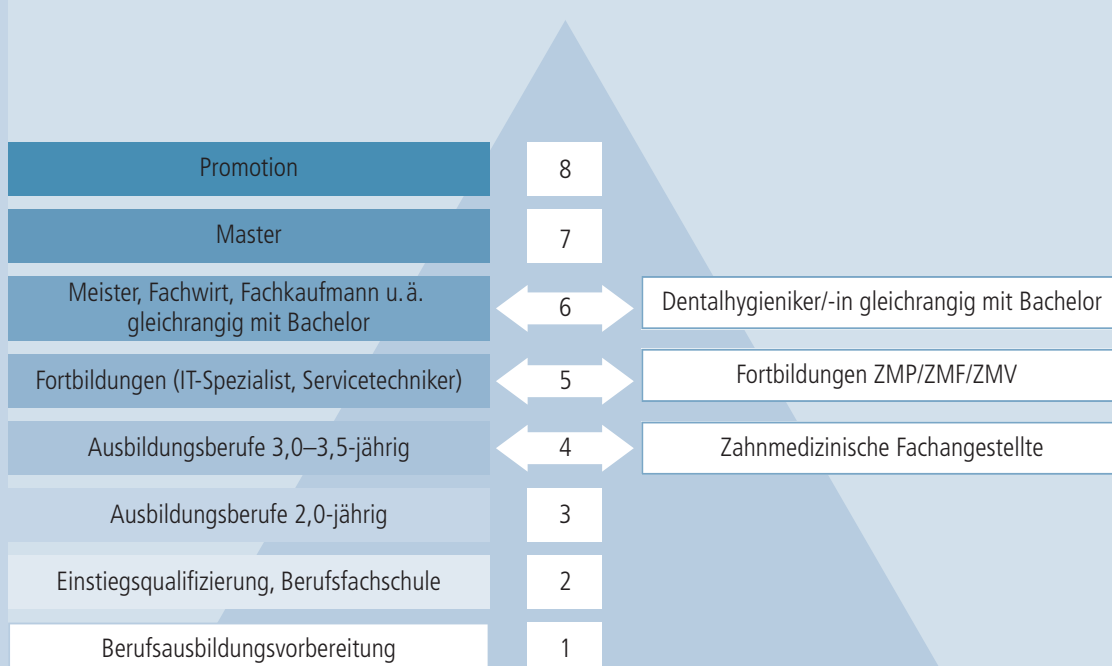 Promotion
8
Master
7
Meister, Fachwirt, Fachkaufmann u. ä.
gleichrangig mit Bachelor
6
Dentalhygieniker/-in gleichrangig mit Bachelor
Fortbildungen (IT-Spezialist, Servicetechniker)
5
Fortbildungen ZMP/ZMF/ZMV
Ausbildungsberufe 3,0–3,5-jährig
4
Zahnmedizinische Fachangestellte
Ausbildungsberufe 2,0-jährig
3
Einstiegsqualifizierung, Berufsfachschule
2
Berufsausbildungsvorbereitung
1